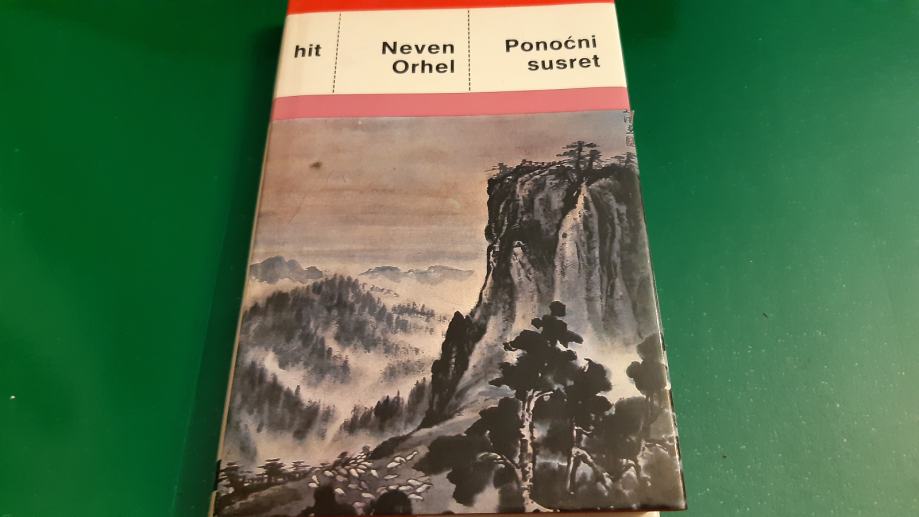 hit
Neven
Orhel
Ponoćni
susret